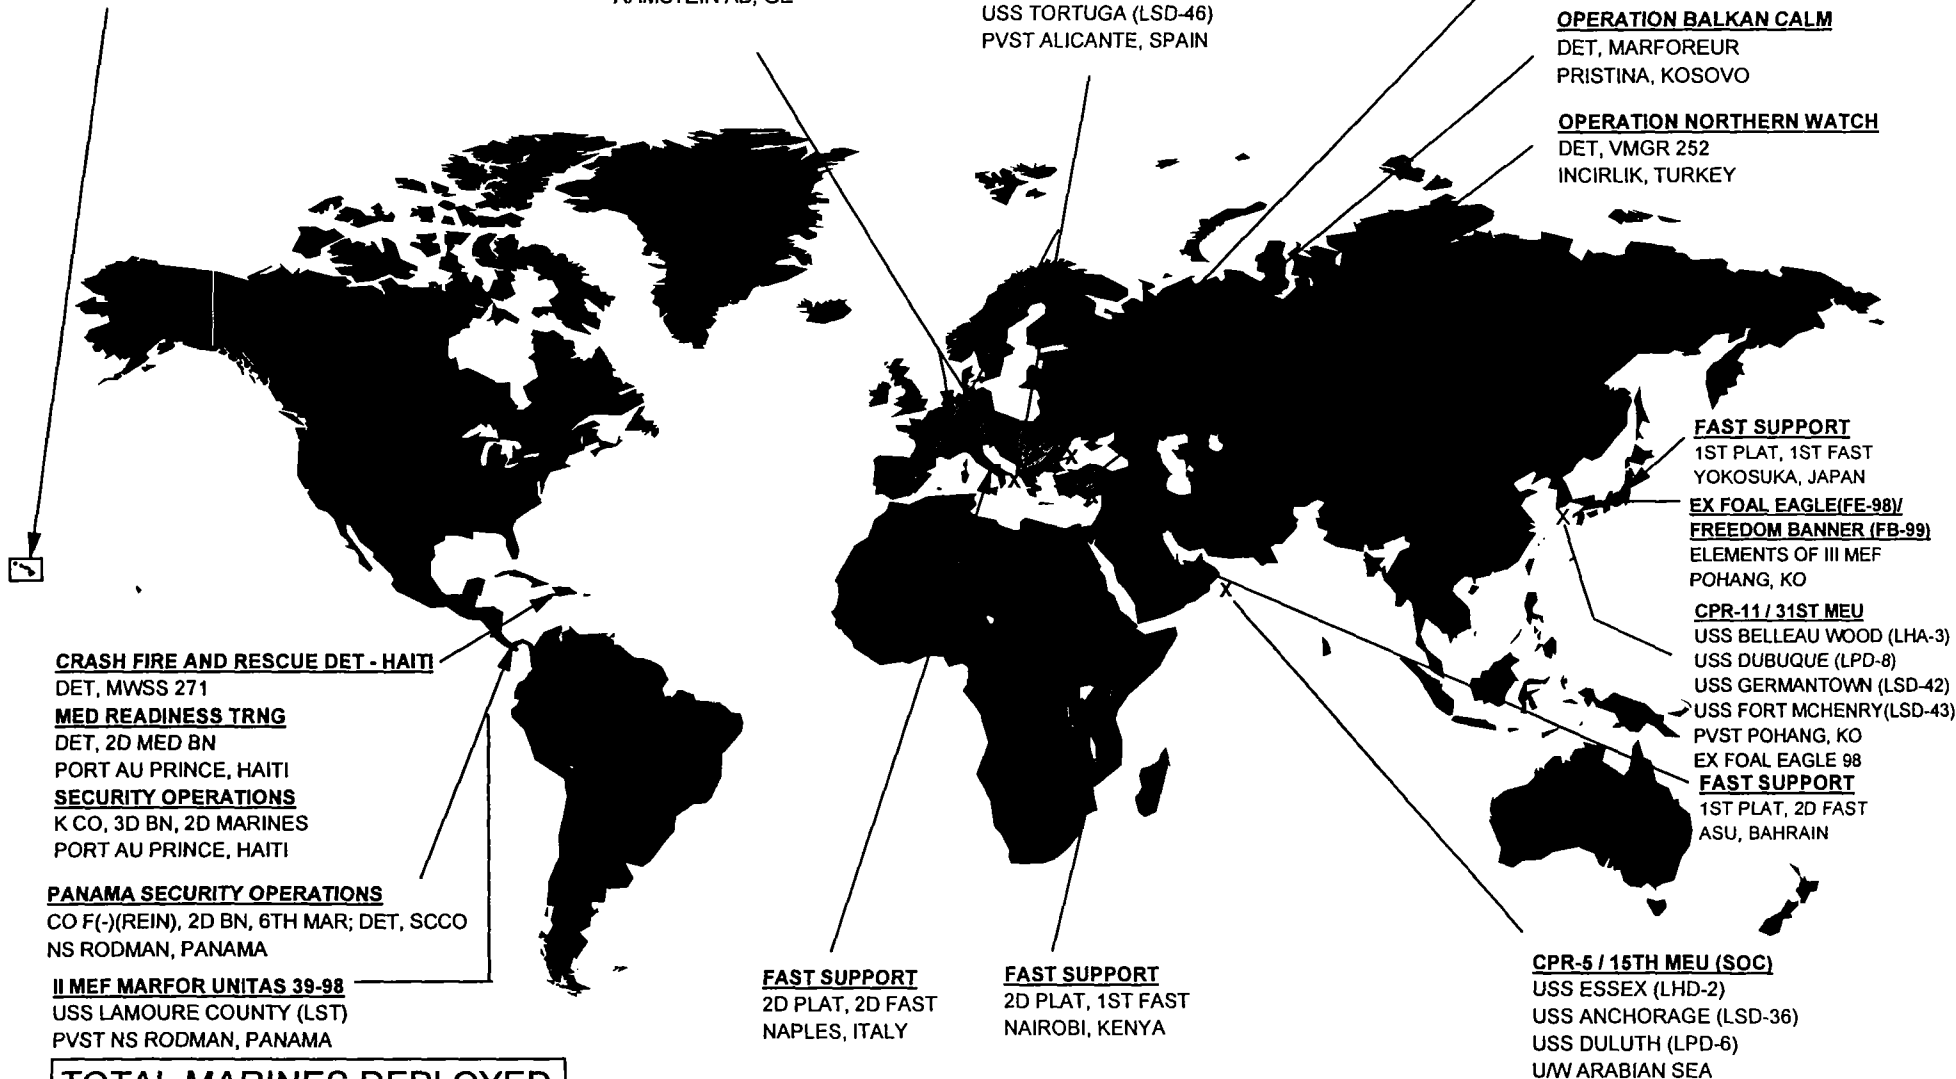 USS TORTUGA (LSD-46)
PVST ALICANTE, SPAIN
OPERATION BALKAN CALM
DET, MARFOREUR
PRISTINA, KOSOVO
OPERATION NORTHERN WATCH
DET, VMGR 252
INCIRLIK, TURKEY
FAST SUPPORT
1ST PLAT, 1ST FAST
YOKOSUKA, JAPAN
EX FOAL EAGLE(FE-98)/
FREEDOM BANNER (FB-99)
ELEMENTS OF III MEF
POHANG, KO
CPR-11 / 31ST MEU
USS BELLEAU WOOD (LHA-3)
USS DUBUQUE (LPD-8)
USS GERMANTOWN (LSD-42)
USS FORT MCHENRY(LSD-43)
PVST POHANG, KO
EX FOAL EAGLE 98
FAST SUPPORT
1ST PLAT, 2D FAST
ASU, BAHRAIN
CRASH FIRE AND RESCUE DET - HAITI
DET, MWSS 271
MED READINESS TRNG
DET, 2D MED BN
PORT AU PRINCE, HAITI
SECURITY OPERATIONS
K CO, 3D BN, 2D MARINES
PORT AU PRINCE, HAITI
PANAMA SECURITY OPERATIONS
CO F(-)(REIN), 2D BN, 6TH MAR; DET, SCCO
NS RODMAN, PANAMA
II MEF MARFOR UNITAS 39-98
USS LAMOURE COUNTY (LST)
PVST NS RODMAN, PANAMA
FAST SUPPORT
2D PLAT, 2D FAST
NAPLES, ITALY
FAST SUPPORT
2D PLAT, 1ST FAST
NAIROBI, KENYA
CPR-5 / 15TH MEU (SOC)
USS ESSEX (LHD-2)
USS ANCHORAGE (LSD-36)
USS DULUTH (LPD-6)
U/W ARABIAN SEA
TOTAL MARINES DEPLOYED